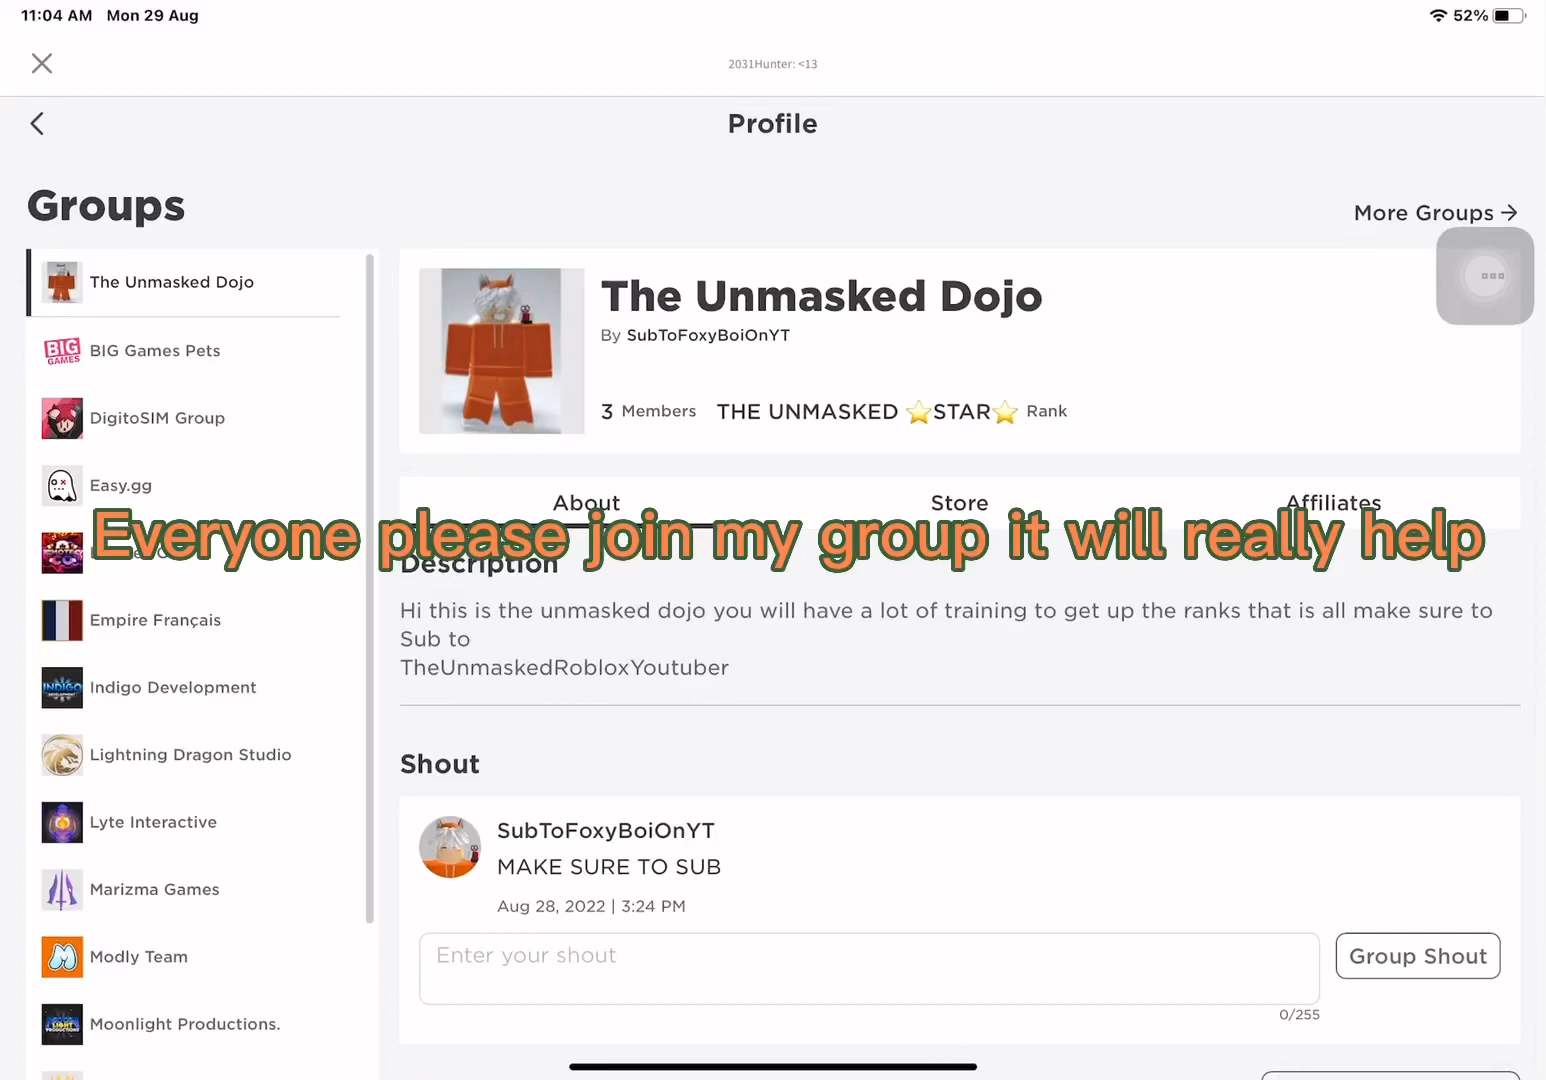 11:04 AM Mon 29 Aug
52%
2031Hunter: <13
Profile
Groups
More Groups →
The Unmasked Dojo
BIG GAMES
BIG Games Pets
DigitoSIM Group
Easy.gg
Empire Français
INDIGO
Indigo Development
Lightning Dragon Studio
Lyte Interactive
Marizma Games
Modly Team
Moonlight Productions.
The Unmasked Dojo
By SubToFoxyBoiOnYT
3 Members THE UNMASKED ⭐STAR⭐ Rank
About Store Affiliates
Everyone please join my group it will really help
Description
Hi this is the unmasked dojo you will have a lot of training to get up the ranks that is all make sure to
Sub to
TheUnmaskedRobloxYoutuber
Shout
SubToFoxyBoiOnYT
MAKE SURE TO SUB
Aug 28, 2022 | 3:24 PM
Enter your shout
Group Shout
0/255